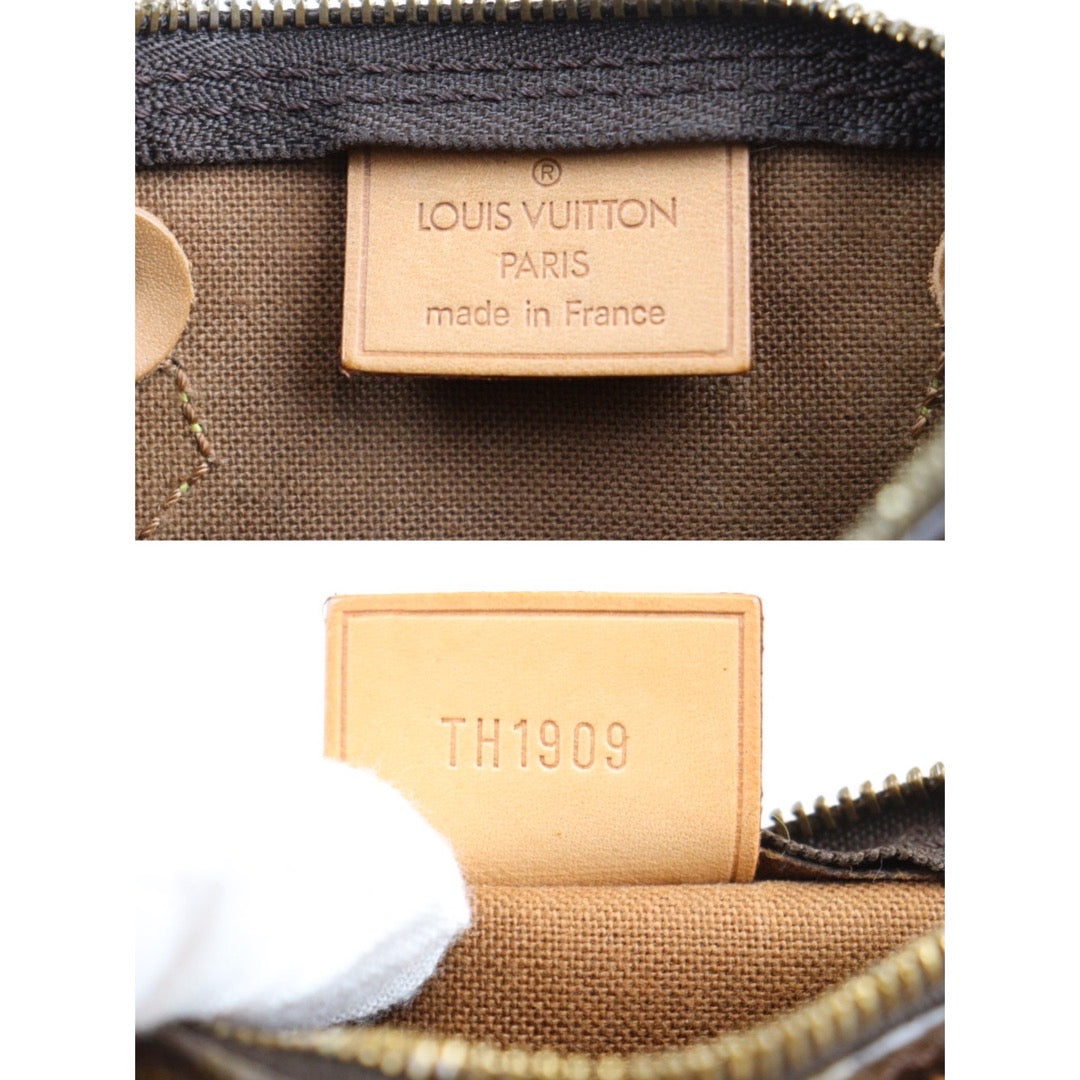 ®
LOUIS VUITTON
PARIS
made in France
TH1909